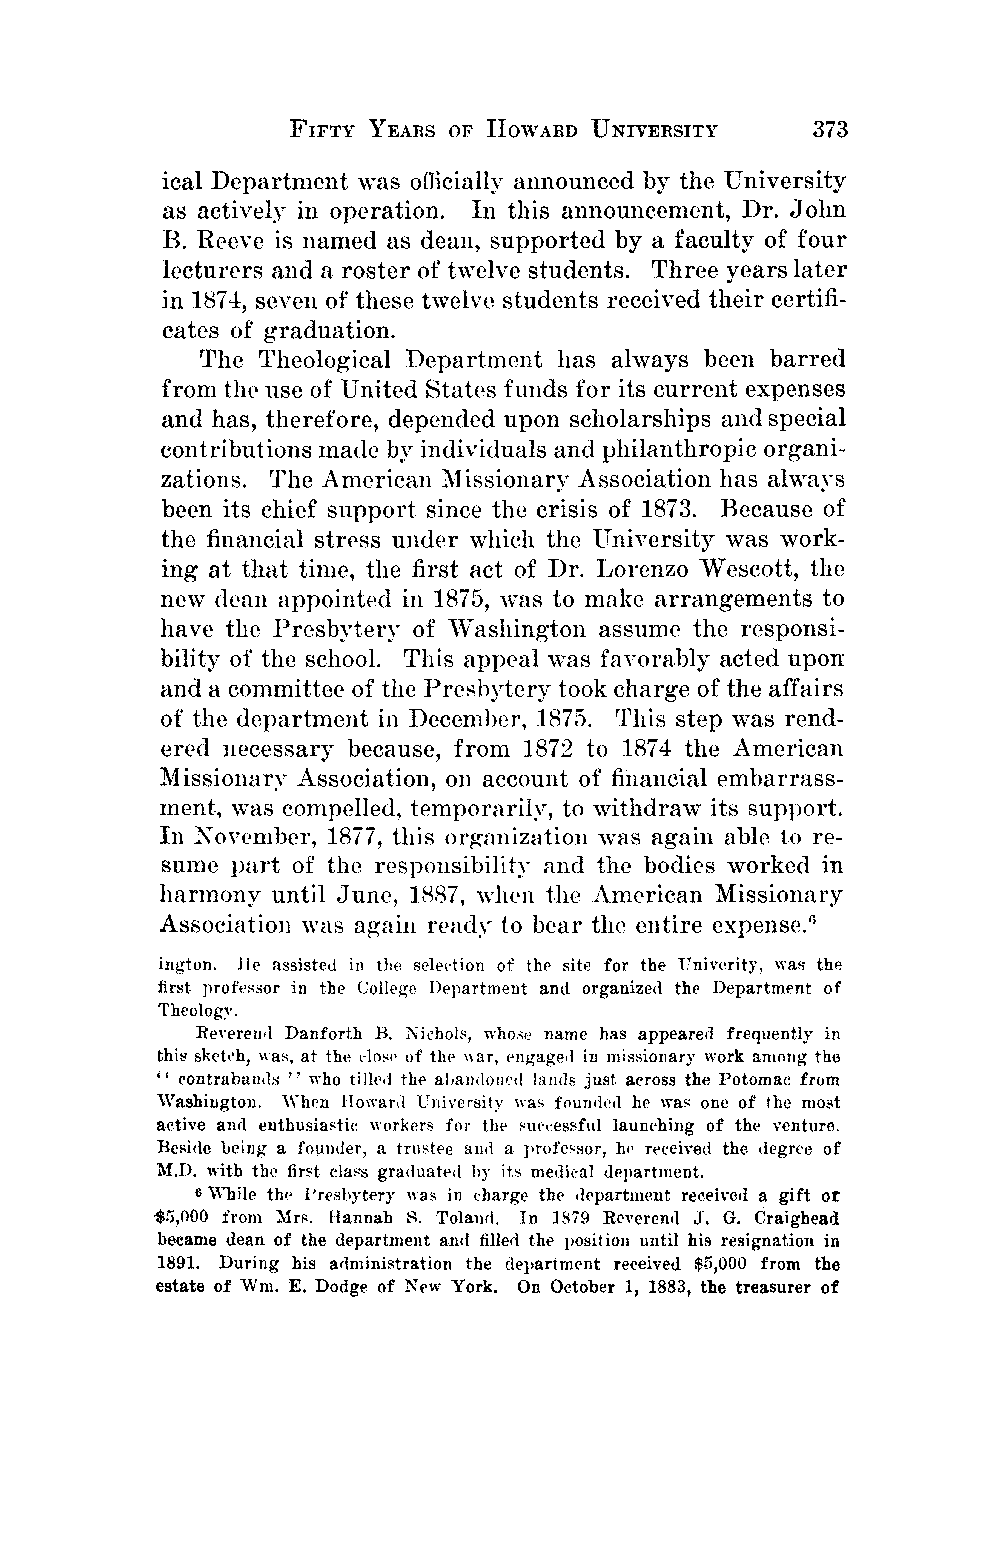 FIFTY YEARS OF HOWARD UNIVERSITY 373
ical Department was officially announced by the University
as actively in operation. In this announcement, Dr. John
B. Reeve is named as dean, supported by a faculty of four
lecturers and a roster of twelve students. Three years later
in 1874, seven of these twelve students received their certifi-
cates of graduation.
The Theological Department has always been barred
from the use of United States funds for its current expenses
and has, therefore, depended upon scholarships and special
contributions made by individuals and philanthropic organi-
zations. The American Missionary Association has always
been its chief support since the crisis of 1873. Because of
the financial stress under which the University was work-
ing at that time, the first act of Dr. Lorenzo Wescott, the
new dean appointed in 1875, was to make arrangements to
have the Presbytery of Washington assume the responsi-
bility of the school. This appeal was favorably acted upon
and a committee of the Presbytery took charge of the affairs
of the department in December, 1875. This step was rend-
ered necessary because, from 1872 to 1874 the American
Missionary Association, on account of financial embarrass-
ment, was compelled, temporarily, to withdraw its support.
In November, 1877, this organization was again able to re-
sume part of the responsibility and the bodies worked in
harmony until June, 1887, when the American Missionary
Association was again ready to bear the entire expense.⁶
ington. He assisted in the selection of the site for the Univerity, was the
first professor in the College Department and organized the Department of
Theology.
Reverend Danforth B. Nichols, whose name has appeared frequently in
this sketch, was, at the close of the war, engaged in missionary work among the
“ contrabands ” who tilled the abandoned lands just across the Potomac from
Washington. When Howard University was founded he was one of the most
active and enthusiastic workers for the successful launching of the venture.
Beside being a founder, a trustee and a professor, he received the degree of
M.D. with the first class graduated by its medical department.
⁶ While the Presbytery was in charge the department received a gift of
$5,000 from Mrs. Hannah S. Toland. In 1879 Reverend J. G. Craighead
became dean of the department and filled the position until his resignation in
1891. During his administration the department received $5,000 from the
estate of Wm. E. Dodge of New York. On October 1, 1883, the treasurer of